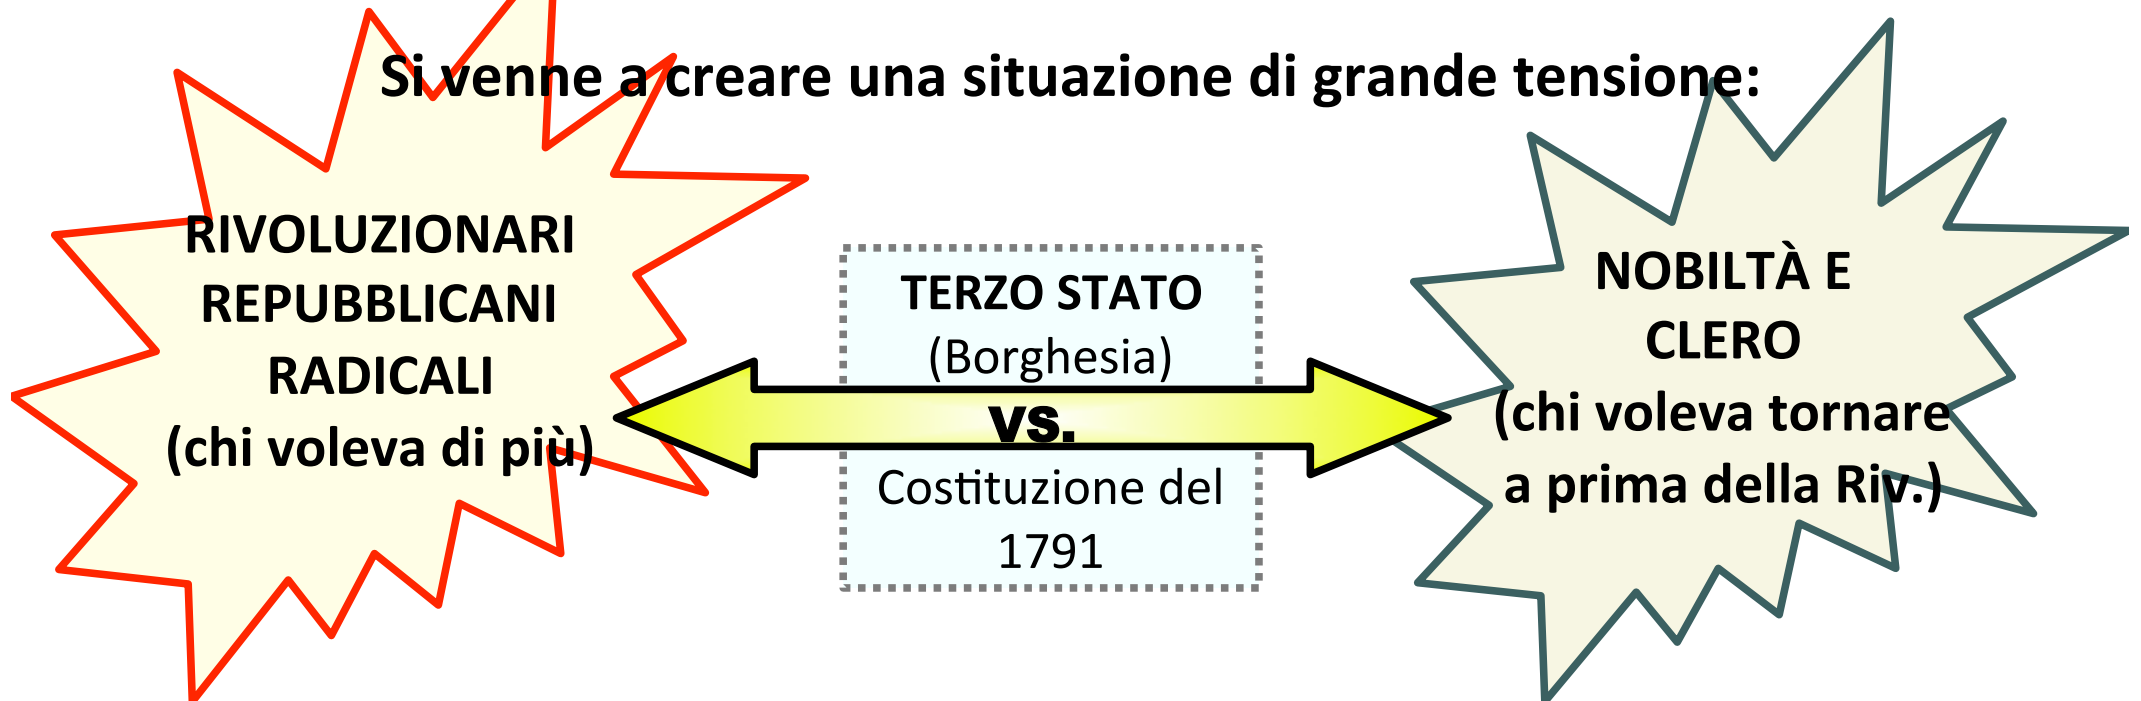 Si venne a creare una situazione di grande tensione:
RIVOLUZIONARI
REPUBBLICANI
RADICALI
(chi voleva di più)
TERZO STATO
(Borghesia)
vs.
Costituzione del
1791
NOBILTÀ E
CLERO
(chi voleva tornare
a prima della Riv.)